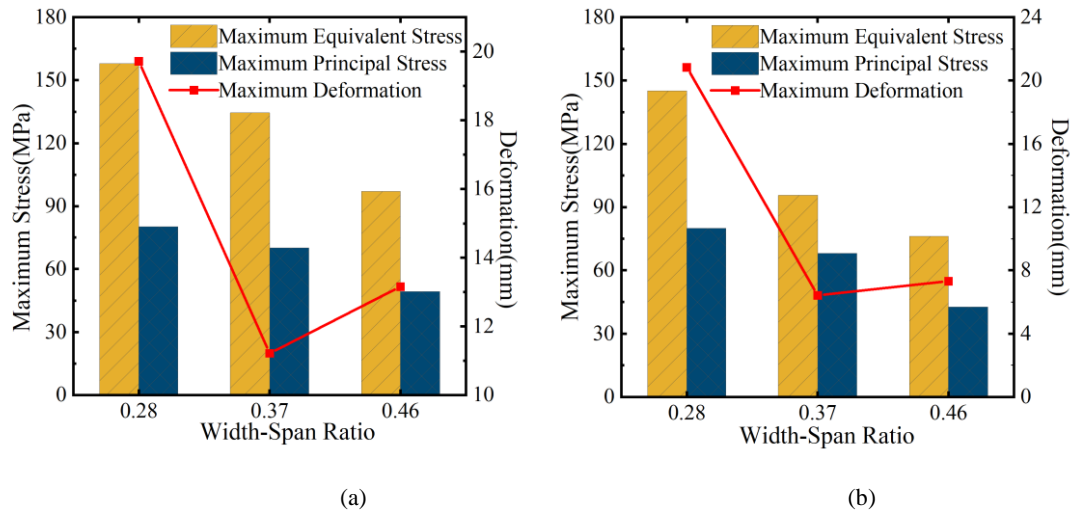 Maximum Equivalent Stress
Maximum Principal Stress
Maximum Deformation
Maximum Stress(MPa)
180
150
120
90
60
30
0
Deformation(mm)
20
18
16
14
12
10
0.28 0.37 0.46
Width-Span Ratio
(a)
Maximum Equivalent Stress
Maximum Principal Stress
Maximum Deformation
Maximum Stress(MPa)
180
150
120
90
60
30
0
Deformation(mm)
24
20
16
12
8
4
0
0.28 0.37 0.46
Width-Span Ratio
(b)